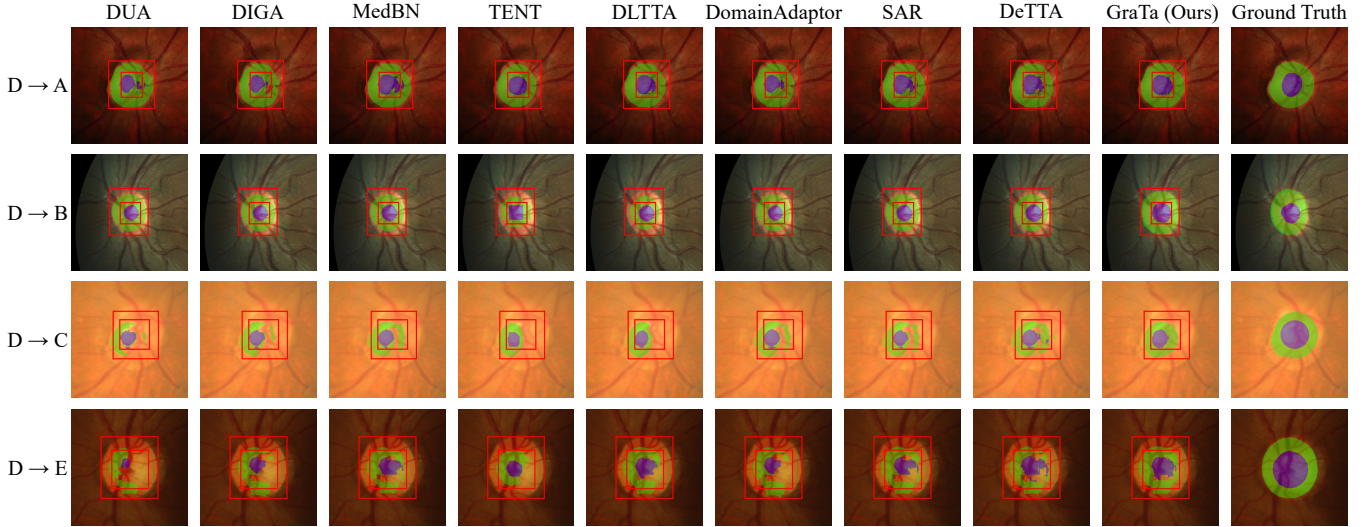 DUA DIGA MedBN TENT DLTTA DomainAdaptor SAR DeTTA GraTa (Ours) Ground Truth
D → A
D → B
D → C
D → E